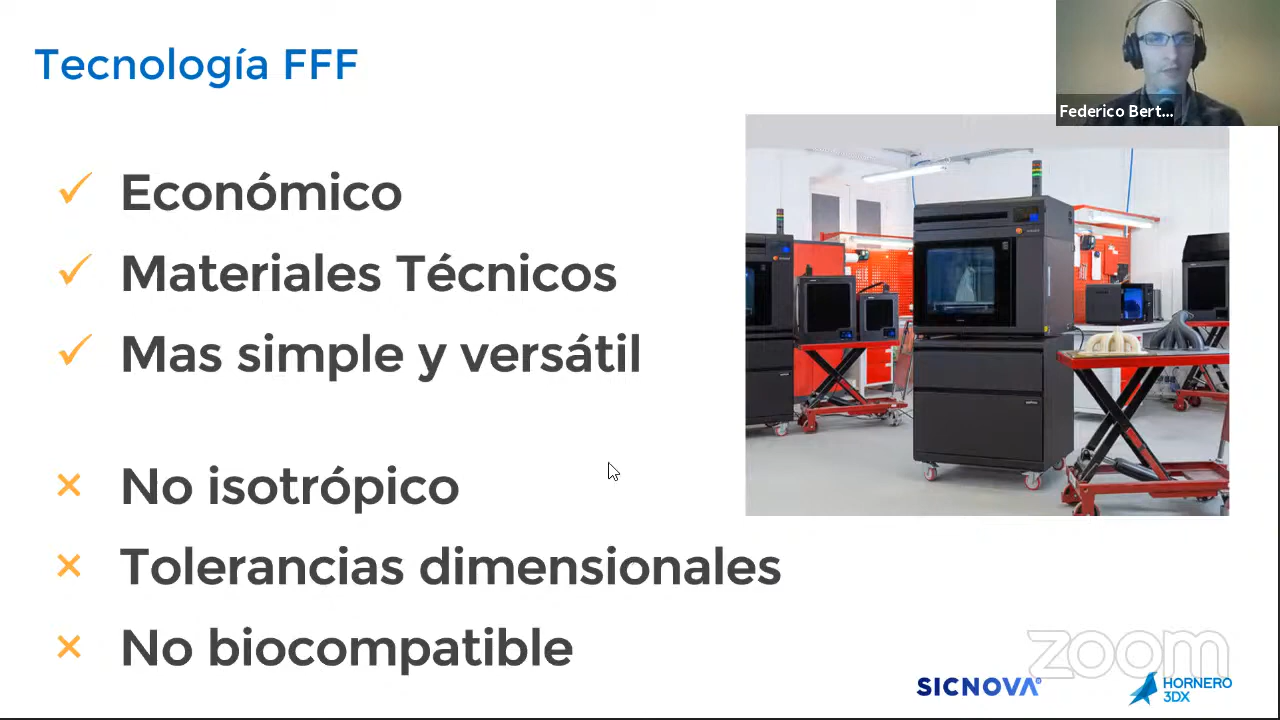 Tecnología FFF
Federico Bert...
Económico
Materiales Técnicos
Mas simple y versátil
No isotrópico
Tolerancias dimensionales
No biocompatible
zoom
SICNOVA®
HORNERO
3DX